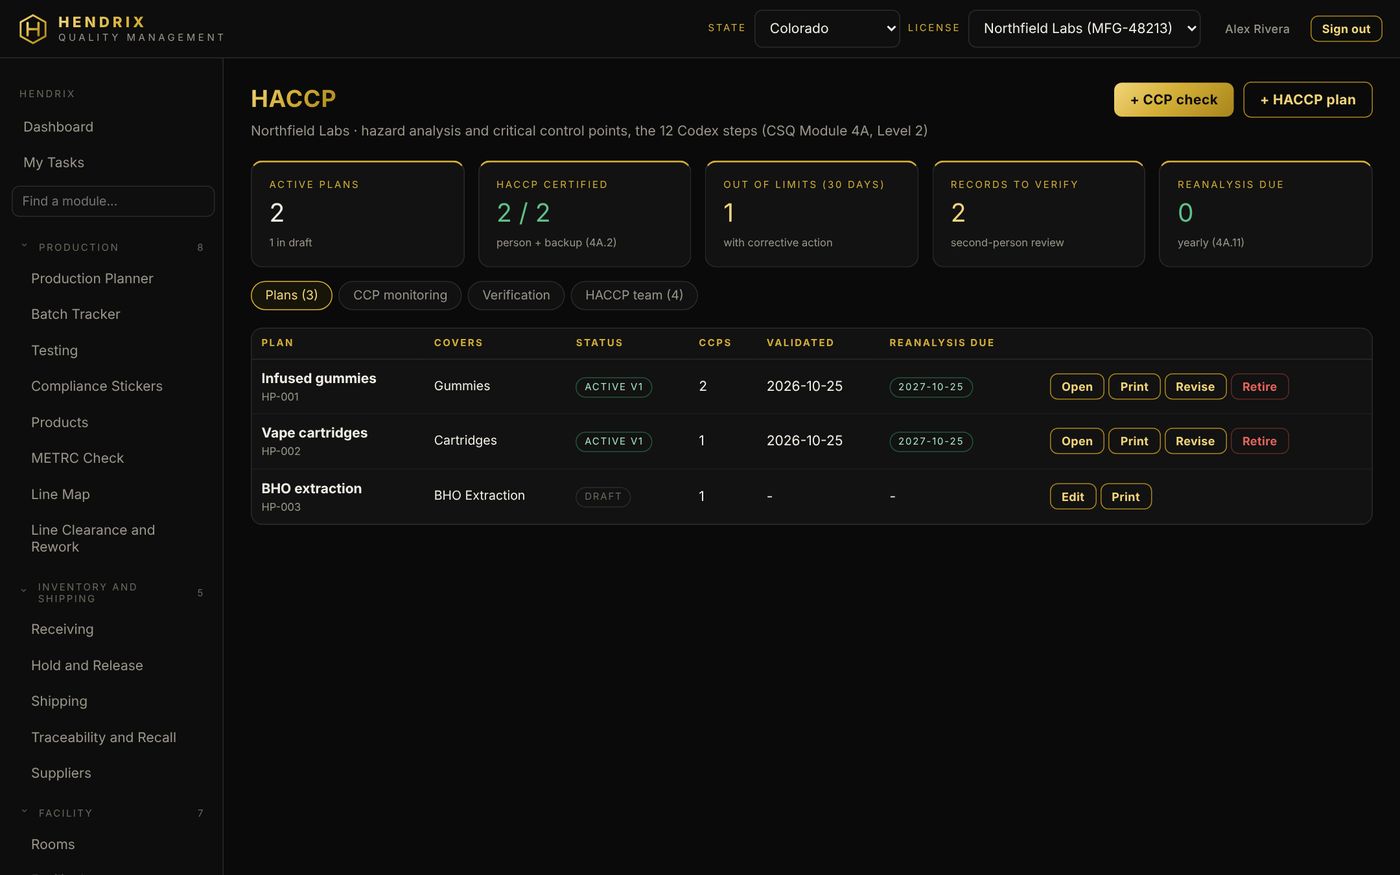 HENDRIX
QUALITY MANAGEMENT
STATE
Colorado
LICENSE
Northfield Labs (MFG-48213)
Alex Rivera
Sign out
HENDRIX
Dashboard
My Tasks
Find a module...
PRODUCTION 8
Production Planner
Batch Tracker
Testing
Compliance Stickers
Products
METRC Check
Line Map
Line Clearance and
Rework
INVENTORY AND
SHIPPING 5
Receiving
Hold and Release
Shipping
Traceability and Recall
Suppliers
FACILITY 7
Rooms
HACCP
Northfield Labs · hazard analysis and critical control points, the 12 Codex steps (CSQ Module 4A, Level 2)
+ CCP check
+ HACCP plan
ACTIVE PLANS
2
1 in draft
HACCP CERTIFIED
2 / 2
person + backup (4A.2)
OUT OF LIMITS (30 DAYS)
1
with corrective action
RECORDS TO VERIFY
2
second-person review
REANALYSIS DUE
0
yearly (4A.11)
Plans (3)
CCP monitoring
Verification
HACCP team (4)
PLAN COVERS STATUS CCPS VALIDATED REANALYSIS DUE
Infused gummies
HP-001
Gummies ACTIVE V1 2 2026-10-25 2027-10-25 Open Print Revise Retire
Vape cartridges
HP-002
Cartridges ACTIVE V1 1 2026-10-25 2027-10-25 Open Print Revise Retire
BHO extraction
HP-003
BHO Extraction DRAFT 1 - - Edit Print